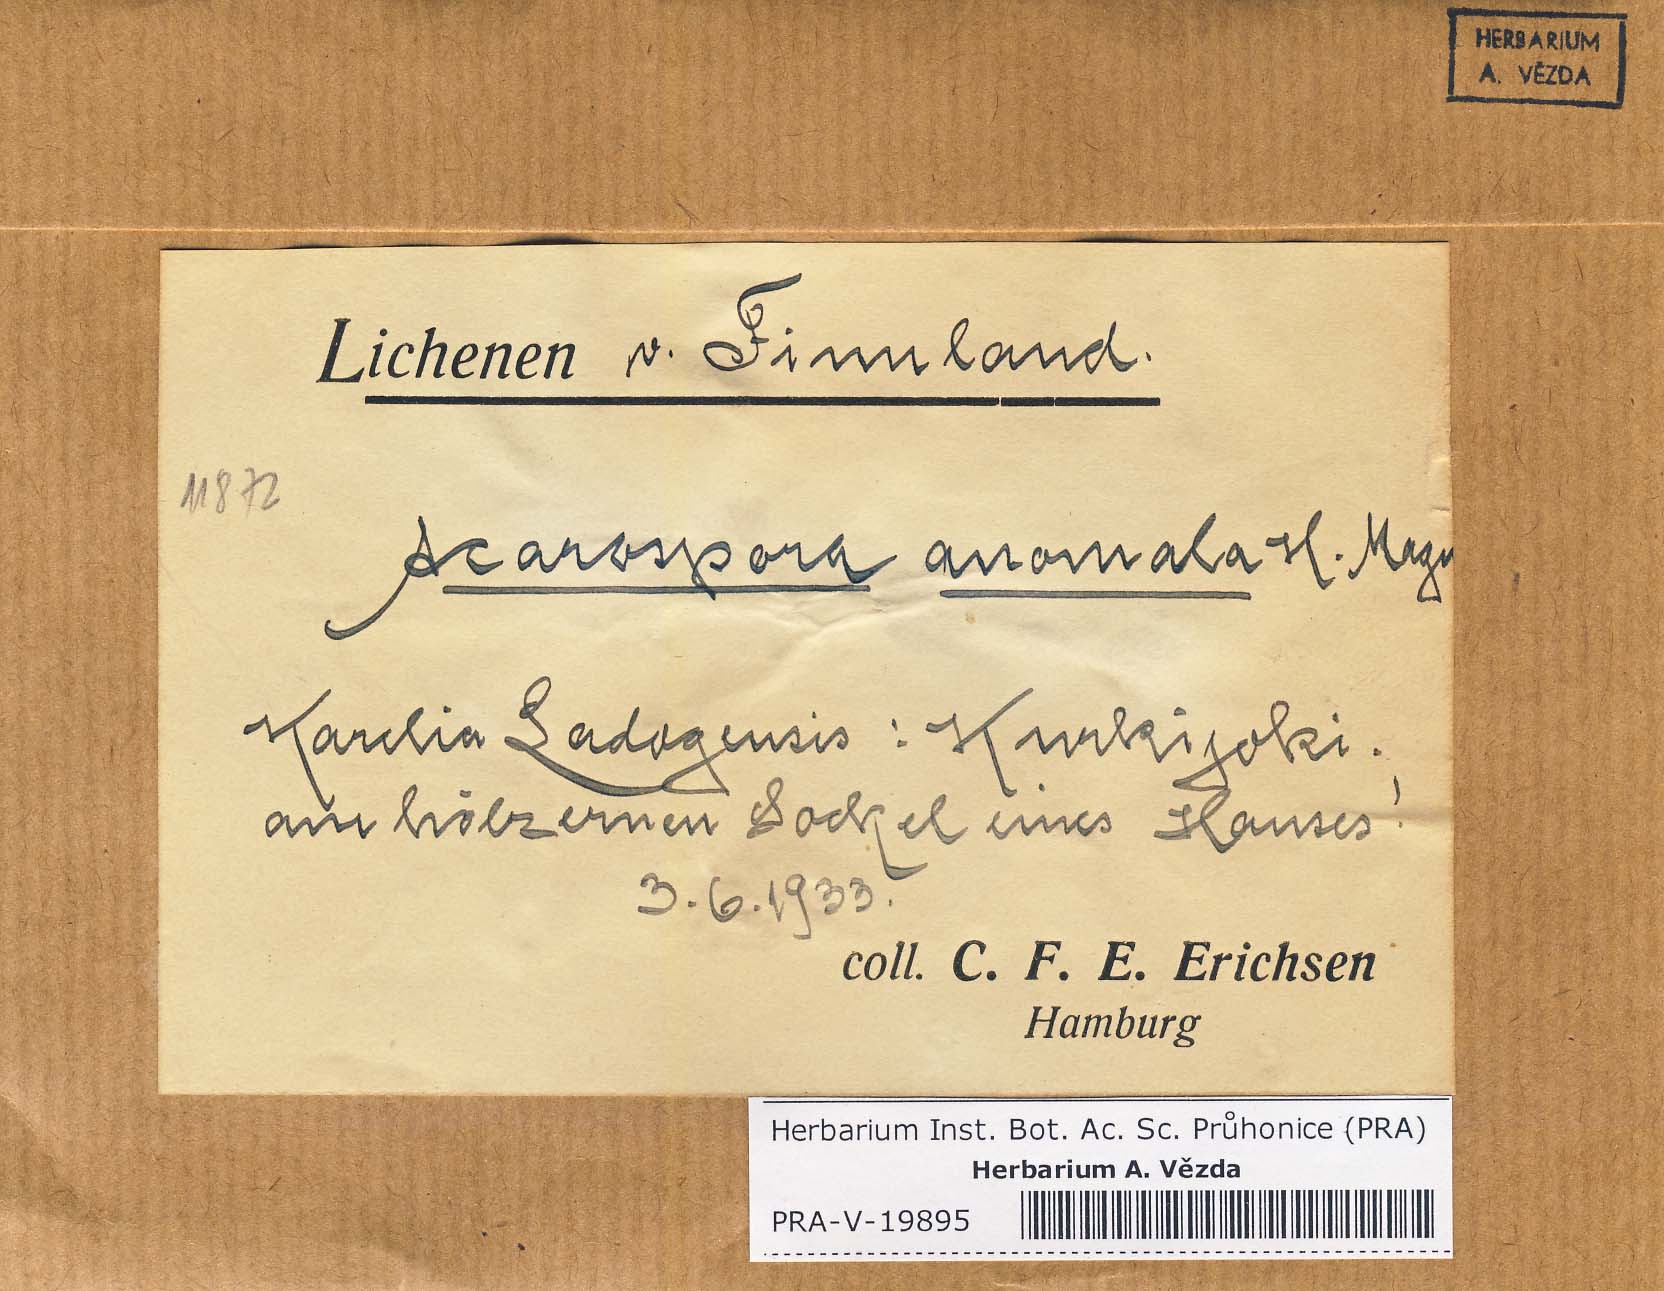 HERBARIUM
A. VĚZDA
Lichenen v. Finnland.
11872
Acarospora anomala H. Magn
Karelia Ladogensis : Kurkijoki.
am hölzernen Sockel eines Hauses!
3.6.1933.
coll. C. F. E. Erichsen
Hamburg
Herbarium Inst. Bot. Ac. Sc. Průhonice (PRA)
Herbarium A. Vězda
PRA-V-19895